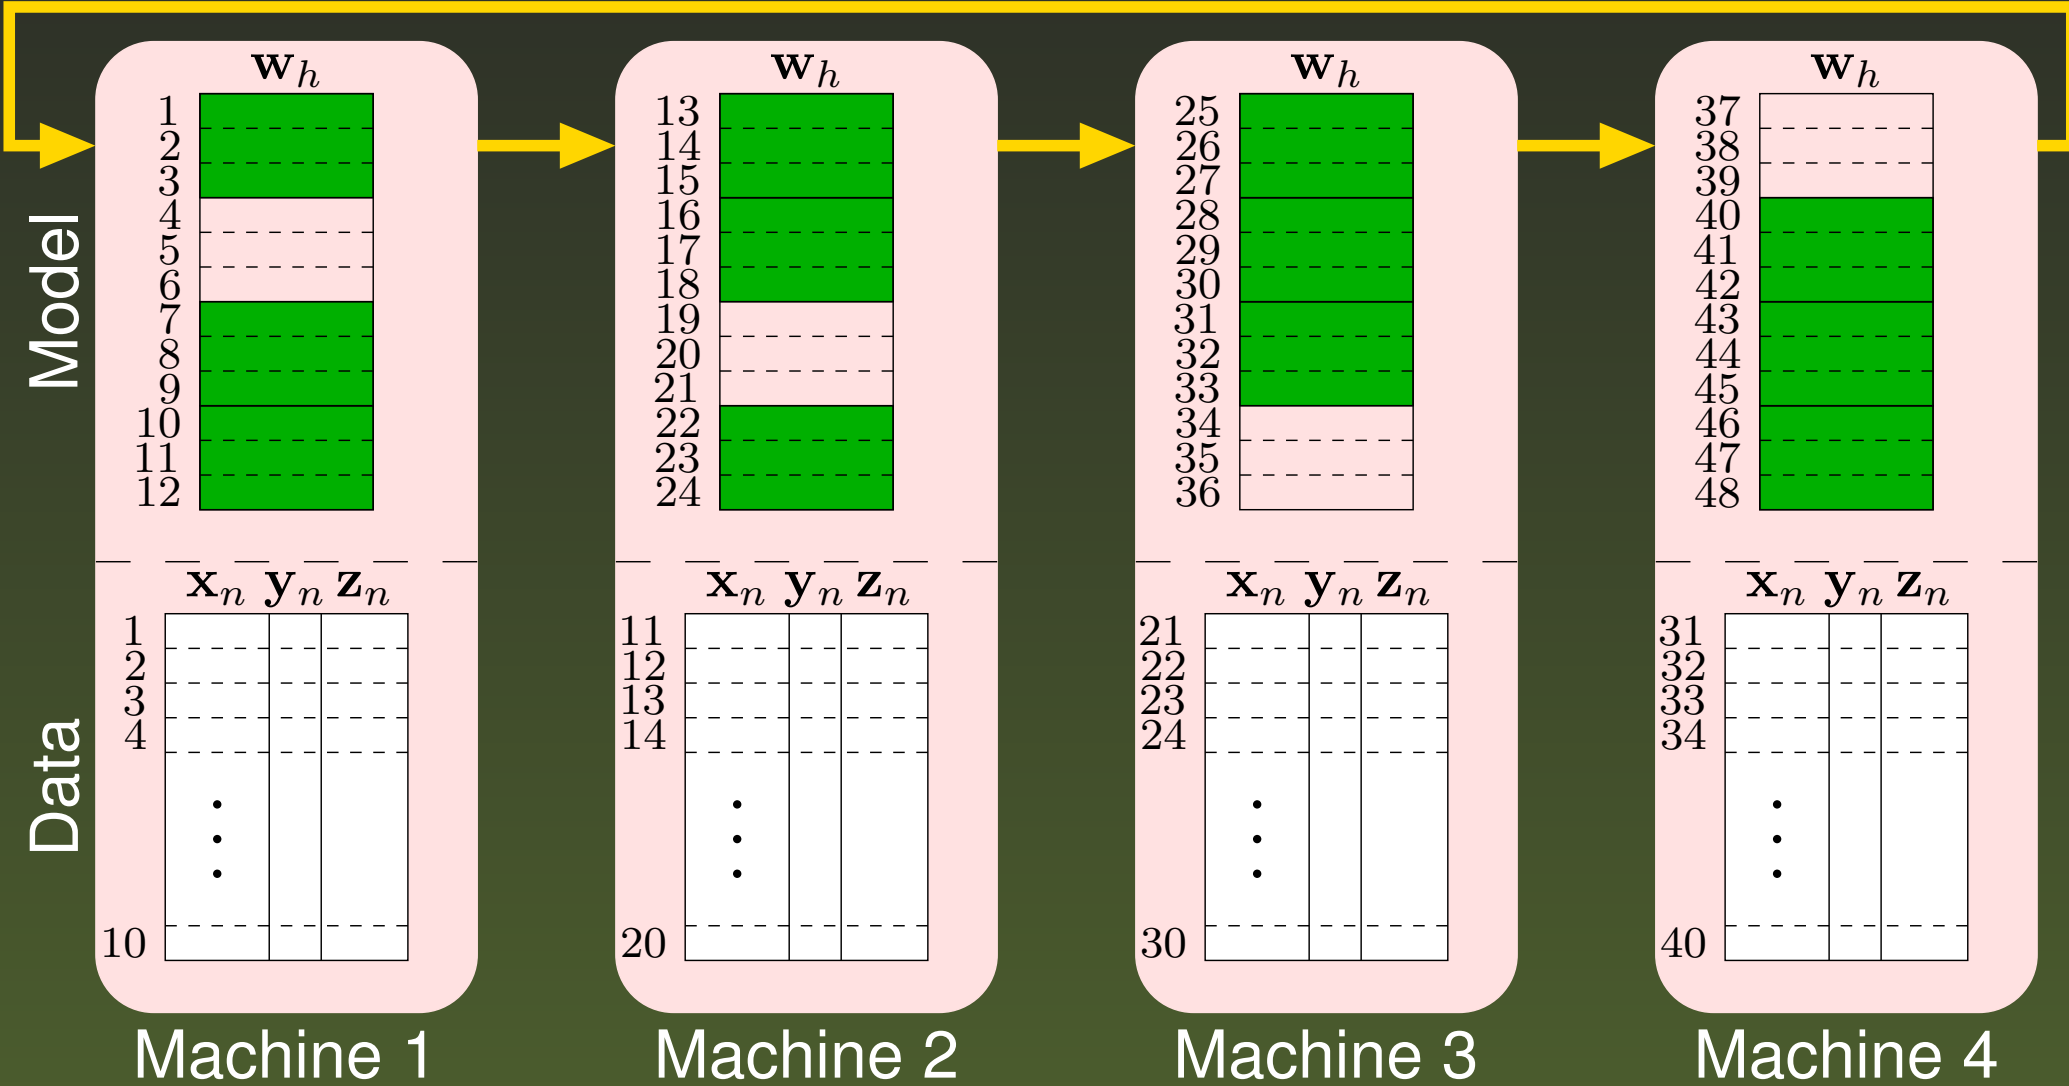 w_h w_h w_h w_h
1 13 25 37
2 14 26 38
3 15 27 39
4 16 28 40
5 17 29 41
6 18 30 42
7 19 31 43
8 20 32 44
9 21 33 45
10 22 34 46
11 23 35 47
12 24 36 48
Model
x_n y_n z_n x_n y_n z_n x_n y_n z_n x_n y_n z_n
1 11 21 31
2 12 22 32
3 13 23 33
4 14 24 34
10 20 30 40
Data
Machine 1 Machine 2 Machine 3 Machine 4